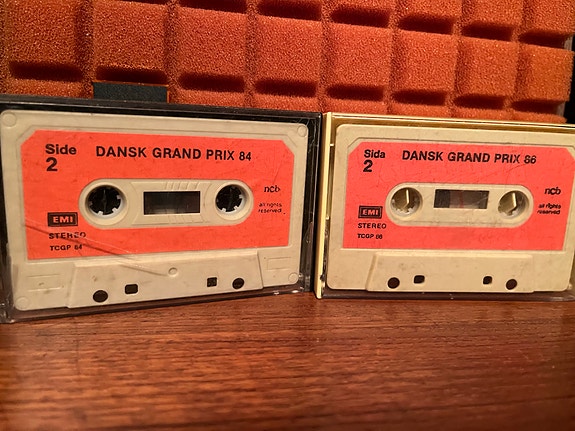 Side
2
DANSK GRAND PRIX 84
ncb
all rights
reserved
EMI
STEREO
TCGP 84
Sida
2
DANSK GRAND PRIX 86
ncb
all rights
reserved
EMI
STEREO
TCGP 86